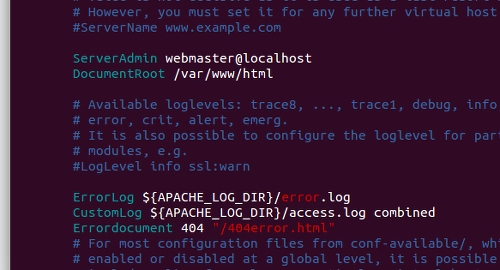 # However, you must set it for any further virtual host
#ServerName www.example.com
ServerAdmin webmaster@localhost
DocumentRoot /var/www/html
# Available loglevels: trace8, ..., trace1, debug, info
# error, crit, alert, emerg.
# It is also possible to configure the loglevel for par
# modules, e.g.
#LogLevel info ssl:warn
ErrorLog ${APACHE_LOG_DIR}/error.log
CustomLog ${APACHE_LOG_DIR}/access.log combined
Errordocument 404 "/404error.html"
# For most configuration files from conf-available/, wh
# enabled or disabled at a global level, it is possible